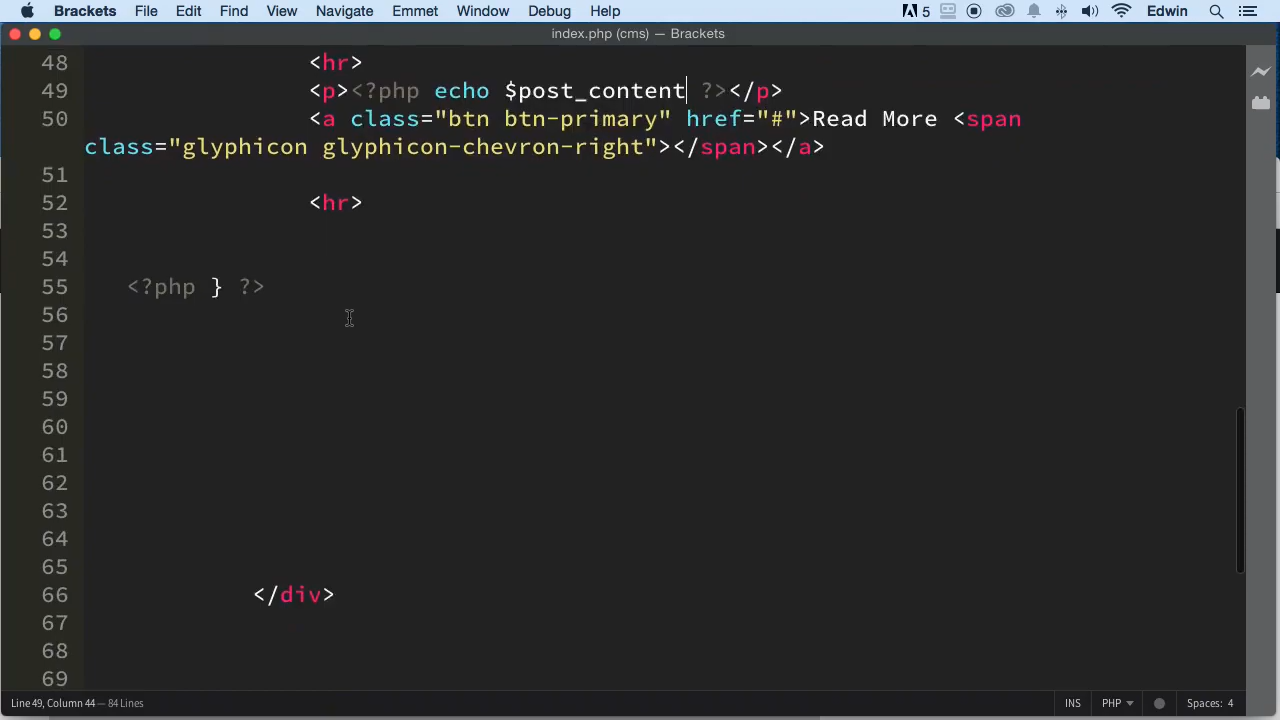 Brackets File Edit Find View Navigate Emmet Window Debug Help 5 Edwin
index.php (cms) — Brackets
48 <hr>
49 <p><?php echo $post_content ?></p>
50 <a class="btn btn-primary" href="#">Read More <span
class="glyphicon glyphicon-chevron-right"></span></a>
51
52 <hr>
53
54
55 <?php } ?>
56
57
58
59
60
61
62
63
64
65
66 </div>
67
68
69
Line 49, Column 44 — 84 Lines INS PHP Spaces: 4